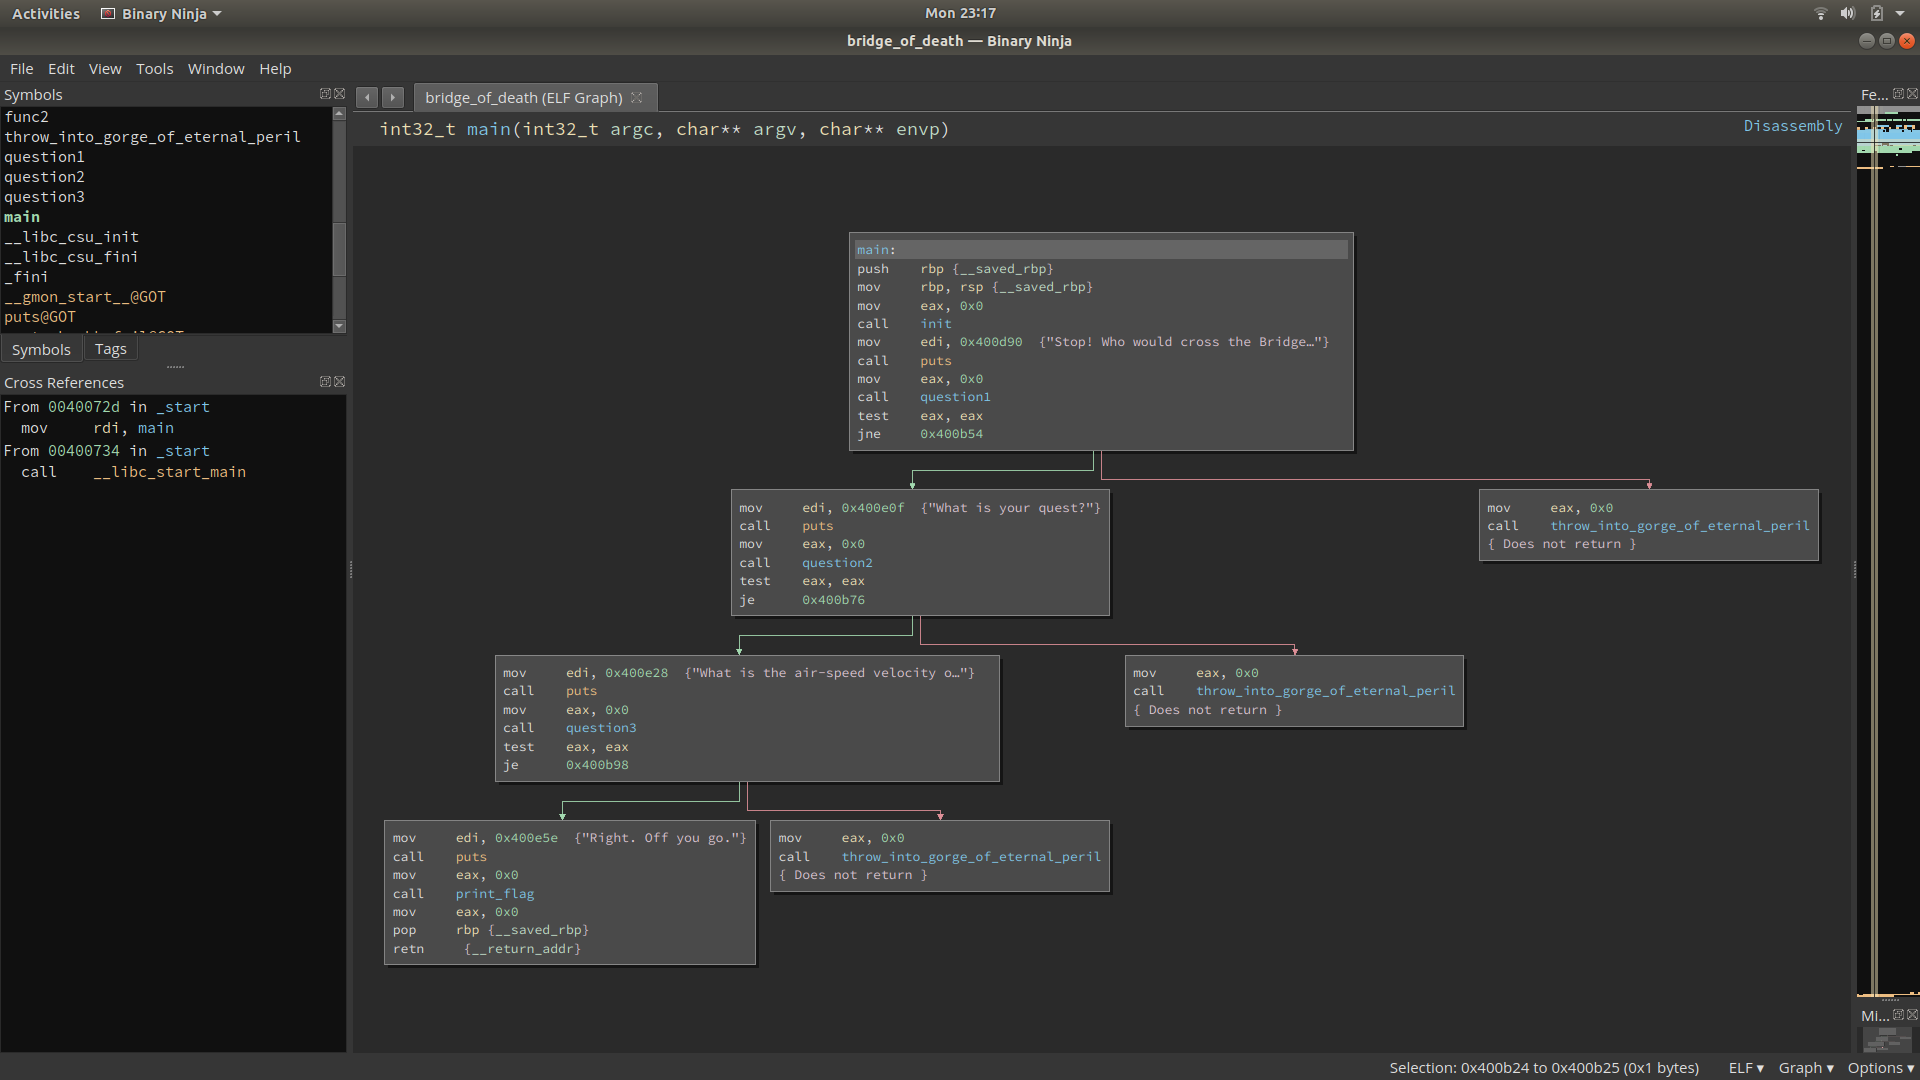 Activities Binary Ninja ▾ Mon 23:17
bridge_of_death — Binary Ninja
File Edit View Tools Window Help
Symbols
func2
throw_into_gorge_of_eternal_peril
question1
question2
question3
main
__libc_csu_init
__libc_csu_fini
_fini
__gmon_start__@GOT
puts@GOT
Symbols Tags
Cross References
From 0040072d in _start
mov rdi, main
From 00400734 in _start
call __libc_start_main
bridge_of_death (ELF Graph)
int32_t main(int32_t argc, char** argv, char** envp)
Disassembly
main:
push rbp {__saved_rbp}
mov rbp, rsp {__saved_rbp}
mov eax, 0x0
call init
mov edi, 0x400d90 {"Stop! Who would cross the Bridge…"}
call puts
mov eax, 0x0
call question1
test eax, eax
jne 0x400b54
mov edi, 0x400e0f {"What is your quest?"}
call puts
mov eax, 0x0
call question2
test eax, eax
je 0x400b76
mov eax, 0x0
call throw_into_gorge_of_eternal_peril
{ Does not return }
mov edi, 0x400e28 {"What is the air-speed velocity o…"}
call puts
mov eax, 0x0
call question3
test eax, eax
je 0x400b98
mov eax, 0x0
call throw_into_gorge_of_eternal_peril
{ Does not return }
mov edi, 0x400e5e {"Right. Off you go."}
call puts
mov eax, 0x0
call print_flag
mov eax, 0x0
pop rbp {__saved_rbp}
retn {__return_addr}
mov eax, 0x0
call throw_into_gorge_of_eternal_peril
{ Does not return }
Fe...
Mi...
Selection: 0x400b24 to 0x400b25 (0x1 bytes) ELF ▾ Graph ▾ Options ▾